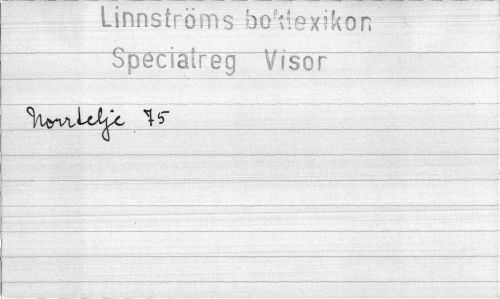 Linnströms boklexikon
Specialreg Visor
Norrtelje 75